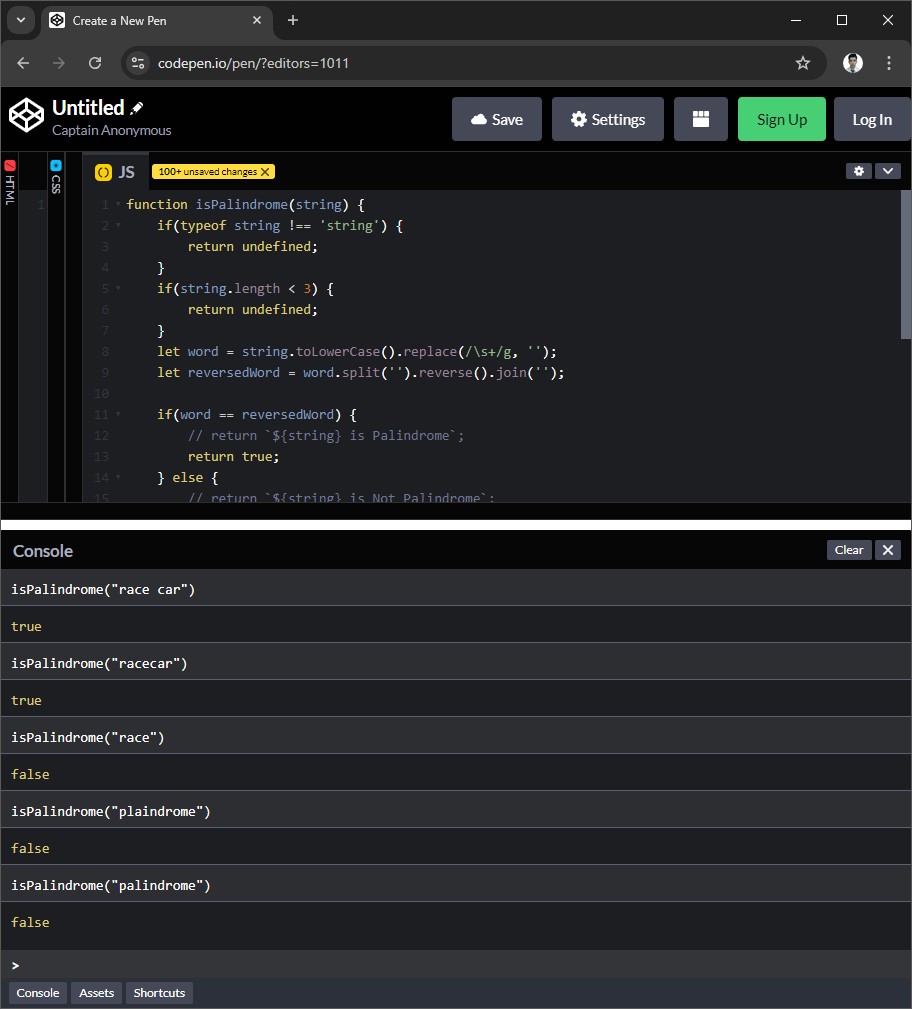 Create a New Pen
codepen.io/pen/?editors=1011
Untitled
Captain Anonymous
Save
Settings
Sign Up
Log In
HTML
1
CSS
() JS
100+ unsaved changes X
1 function isPalindrome(string) {
2     if(typeof string !== 'string') {
3         return undefined;
4     }
5     if(string.length < 3) {
6         return undefined;
7     }
8     let word = string.toLowerCase().replace(/\s+/g, '');
9     let reversedWord = word.split('').reverse().join('');
10
11     if(word == reversedWord) {
12         // return `${string} is Palindrome`;
13         return true;
14     } else {
15         // return `${string} is Not Palindrome`;
Console
Clear
isPalindrome("race car")
true
isPalindrome("racecar")
true
isPalindrome("race")
false
isPalindrome("plaindrome")
false
isPalindrome("palindrome")
false
>
Console Assets Shortcuts